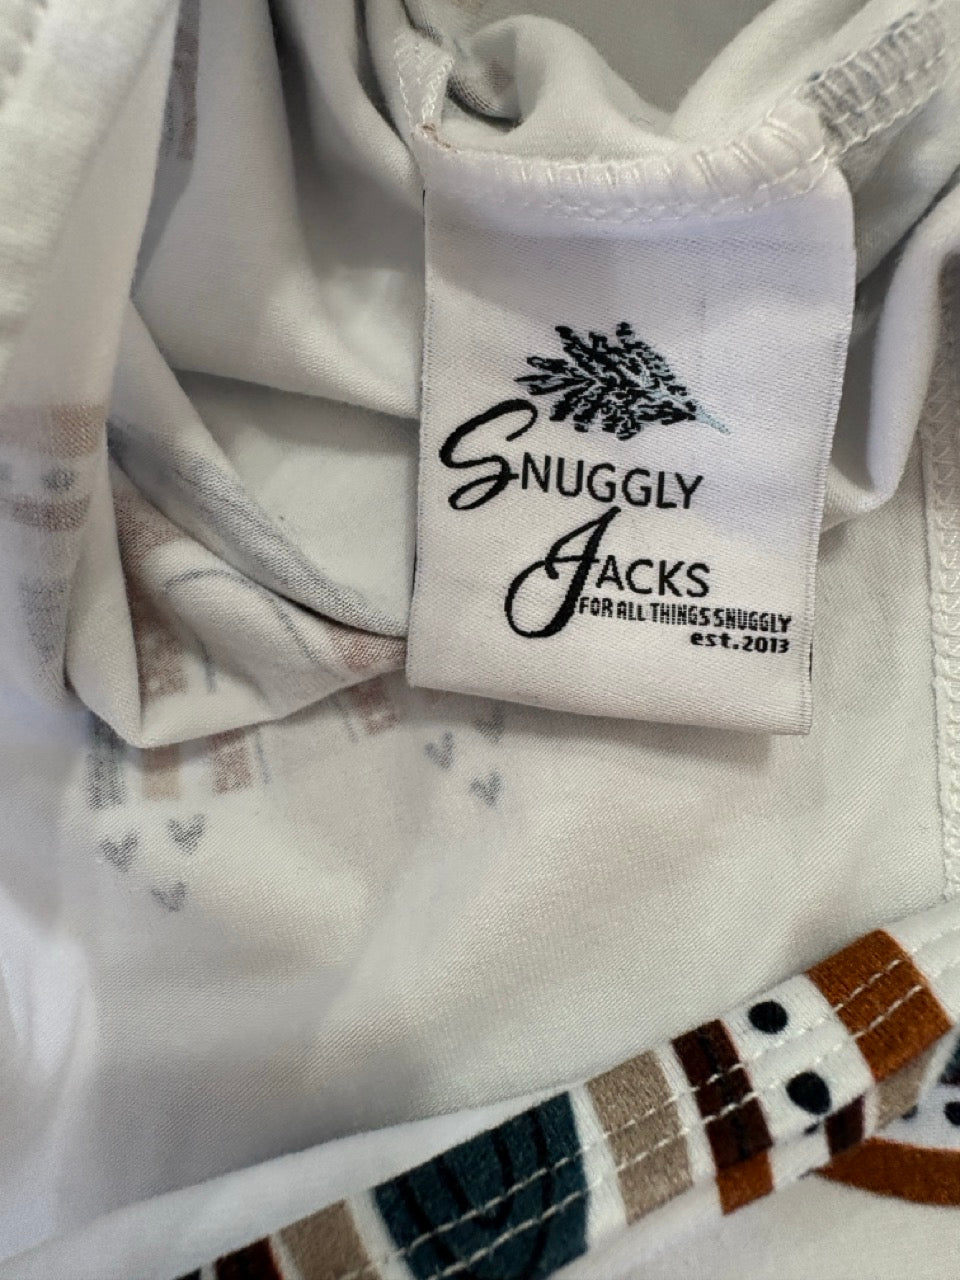 SNUGGLY
JACKS
FOR ALL THINGS SNUGGLY
est.2013